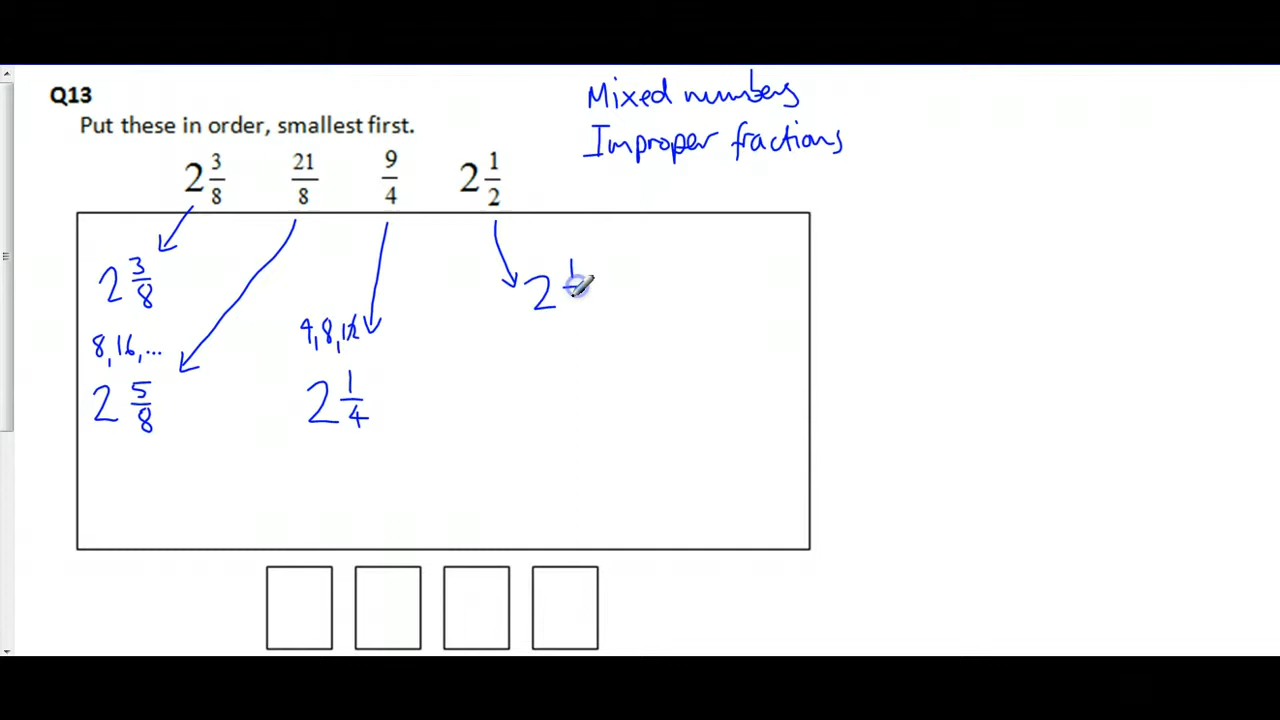 Q13
Mixed numbers
Put these in order, smallest first.
Improper fractions
2 3/8 21/8 9/4 2 1/2
2 3/8
8, 16, ...
2 5/8
4, 8, 12
2 1/4
2 1